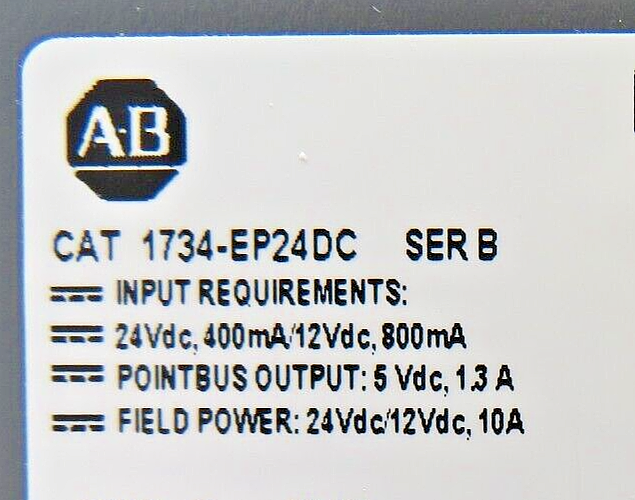 A·B
CAT 1734-EP24DC SER B
INPUT REQUIREMENTS:
24Vdc, 400mA/12Vdc, 800mA
POINTBUS OUTPUT: 5 Vdc, 1.3 A
FIELD POWER: 24Vdc/12Vdc, 10A